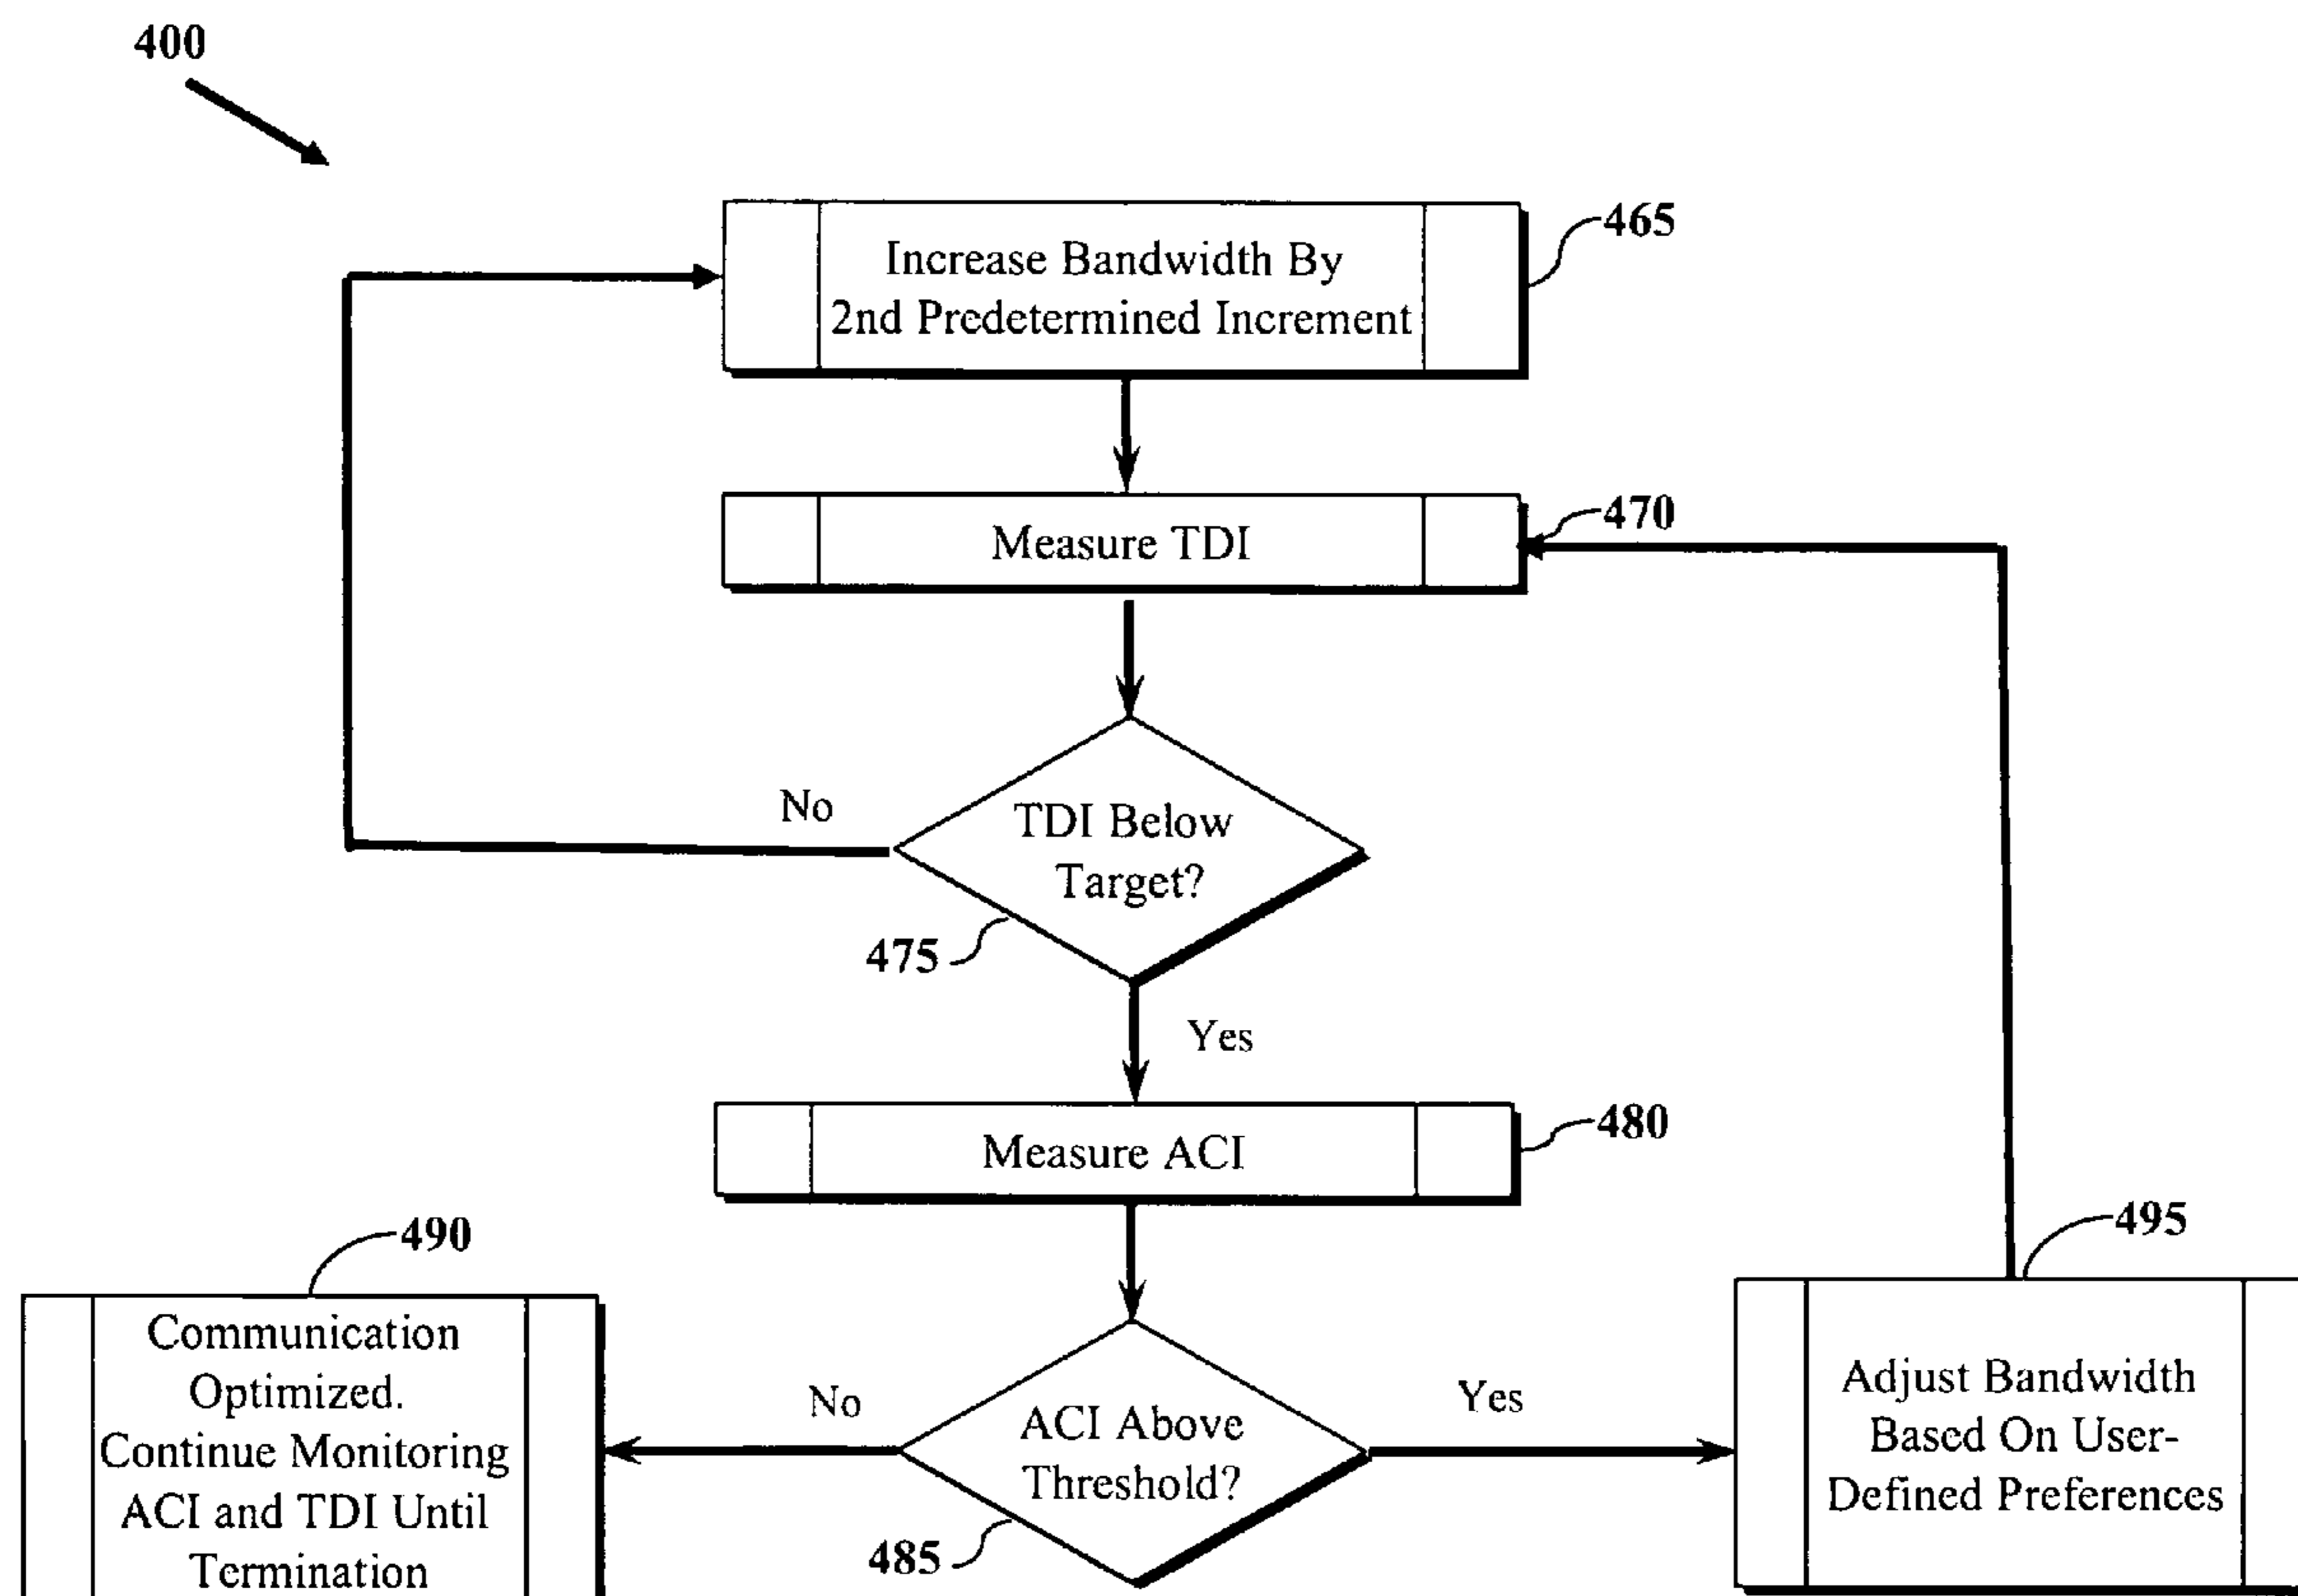 400
Increase Bandwidth By
2nd Predetermined Increment
465
Measure TDI
470
No
TDI Below
Target?
475
Yes
Measure ACI
480
490
495
Communication
Optimized.
Continue Monitoring
ACI and TDI Until
Termination
No
ACI Above
Threshold?
485
Yes
Adjust Bandwidth
Based On User-
Defined Preferences